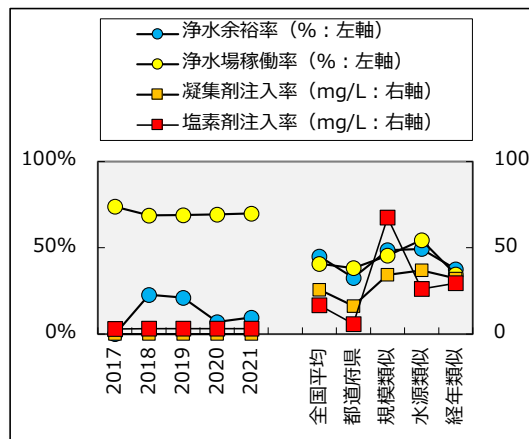 浄水余裕率（%：左軸）
浄水場稼働率（%：左軸）
凝集剤注入率（mg/L：右軸）
塩素剤注入率（mg/L：右軸）
100% 100
50% 50
0% 0
2017 2018 2019 2020 2021 全国平均 都道府県 規模類似 水源類似 経年類似